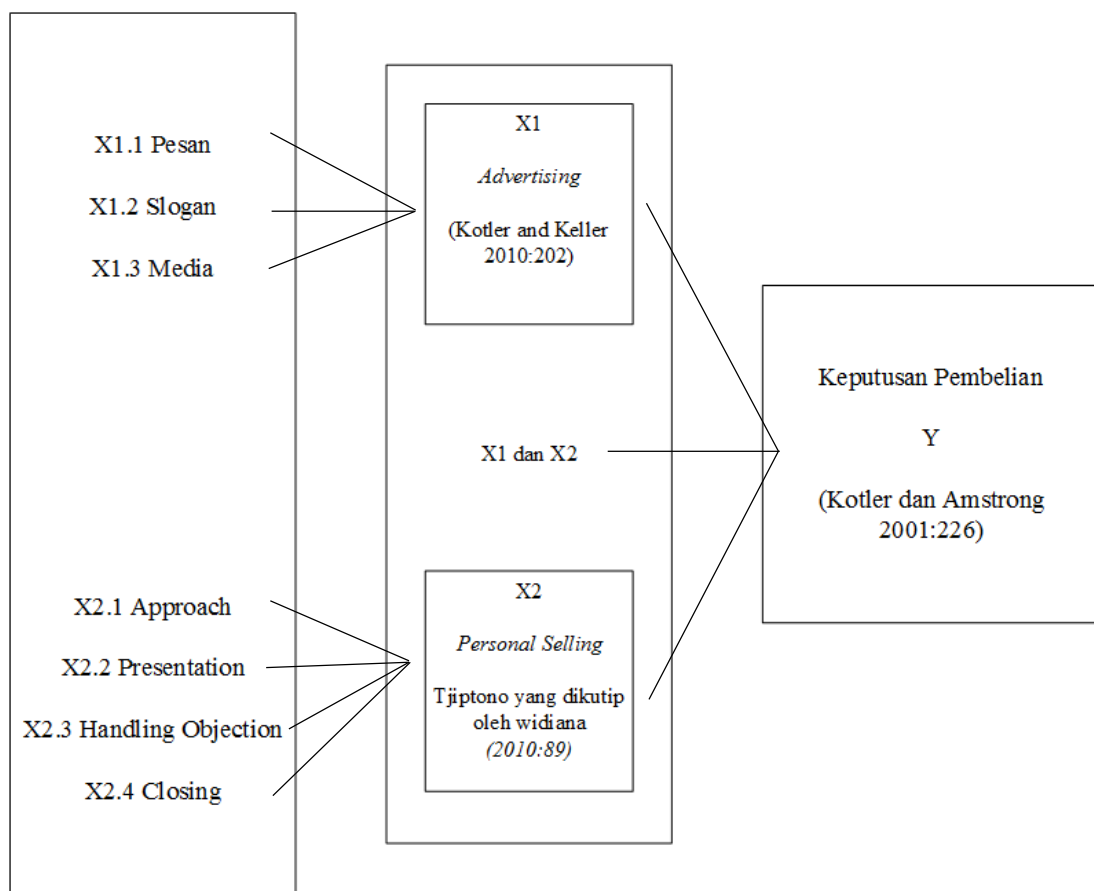 X1.1 Pesan
X1.2 Slogan
X1.3 Media
X2.1 Approach
X2.2 Presentation
X2.3 Handling Objection
X2.4 Closing
X1
Advertising
(Kotler and Keller
2010:202)
X1 dan X2
X2
Personal Selling
Tjiptono yang dikutip
oleh widiana
(2010:89)
Keputusan Pembelian
Y
(Kotler dan Amstrong
2001:226)